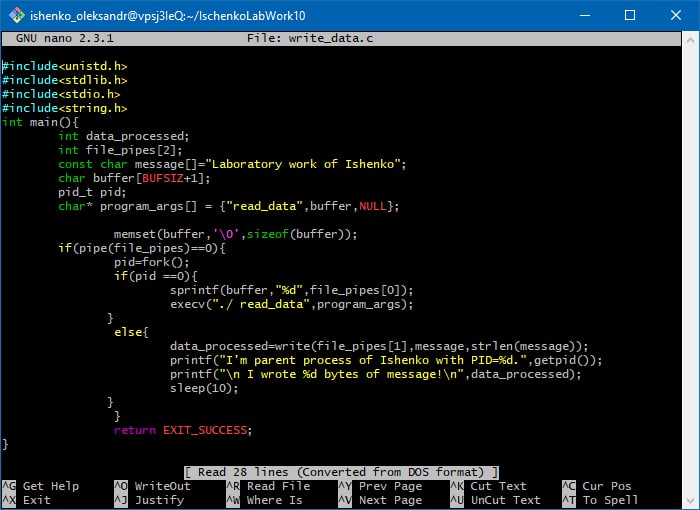 ishenko_oleksandr@vpsj3leQ:~/IschenkoLabWork10
GNU nano 2.3.1 File: write_data.c
#include<unistd.h>
#include<stdlib.h>
#include<stdio.h>
#include<string.h>
int main(){
int data_processed;
int file_pipes[2];
const char message[]="Laboratory work of Ishenko";
char buffer[BUFSIZ+1];
pid_t pid;
char* program_args[] = {"read_data",buffer,NULL};
memset(buffer,'\0',sizeof(buffer));
if(pipe(file_pipes)==0){
pid=fork();
if(pid ==0){
sprintf(buffer,"%d",file_pipes[0]);
execv("./ read_data",program_args);
}
else{
data_processed=write(file_pipes[1],message,strlen(message));
printf("I'm parent process of Ishenko with PID=%d.",getpid());
printf("\n I wrote %d bytes of message!\n",data_processed);
sleep(10);
}
}
return EXIT_SUCCESS;
}
[ Read 28 lines (Converted from DOS format) ]
^G Get Help ^O WriteOut ^R Read File ^Y Prev Page ^K Cut Text ^C Cur Pos
^X Exit ^J Justify ^W Where Is ^V Next Page ^U UnCut Text ^T To Spell